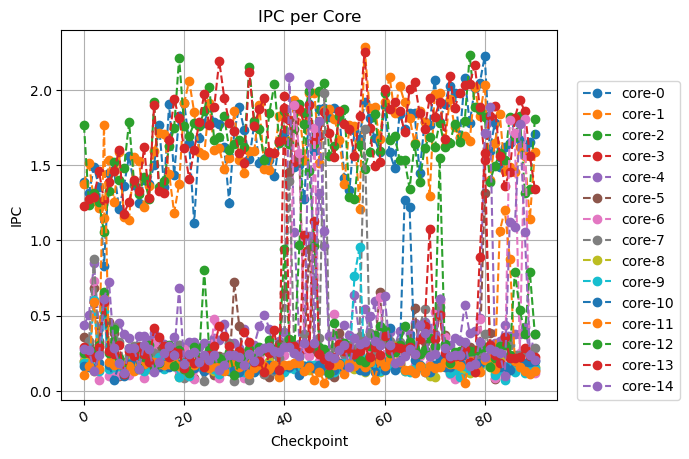 IPC per Core
IPC
2.0
1.5
1.0
0.5
0.0
0
20
40
60
80
Checkpoint
core-0
core-1
core-2
core-3
core-4
core-5
core-6
core-7
core-8
core-9
core-10
core-11
core-12
core-13
core-14